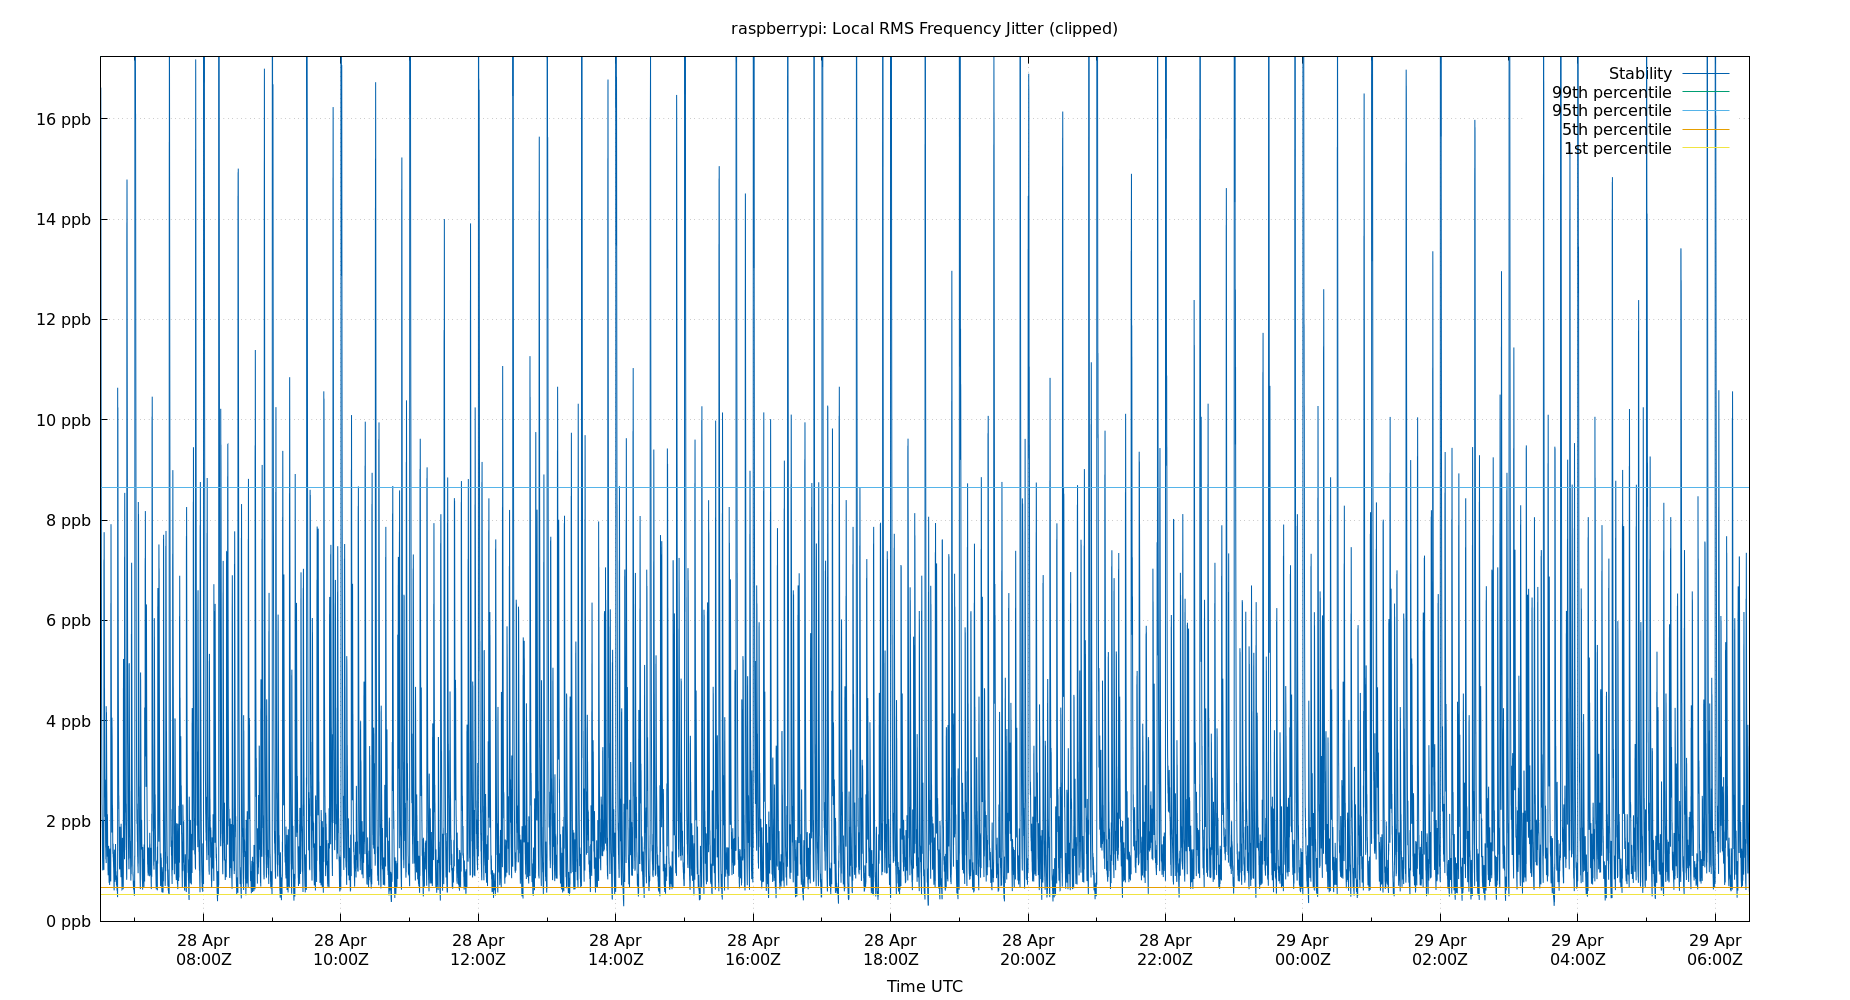 raspberrypi: Local RMS Frequency Jitter (clipped)
Stability
99th percentile
95th percentile
5th percentile
1st percentile
16 ppb
14 ppb
12 ppb
10 ppb
8 ppb
6 ppb
4 ppb
2 ppb
0 ppb
28 Apr 28 Apr 28 Apr 28 Apr 28 Apr 28 Apr 28 Apr 28 Apr 29 Apr 29 Apr 29 Apr 29 Apr
08:00Z 10:00Z 12:00Z 14:00Z 16:00Z 18:00Z 20:00Z 22:00Z 00:00Z 02:00Z 04:00Z 06:00Z
Time UTC